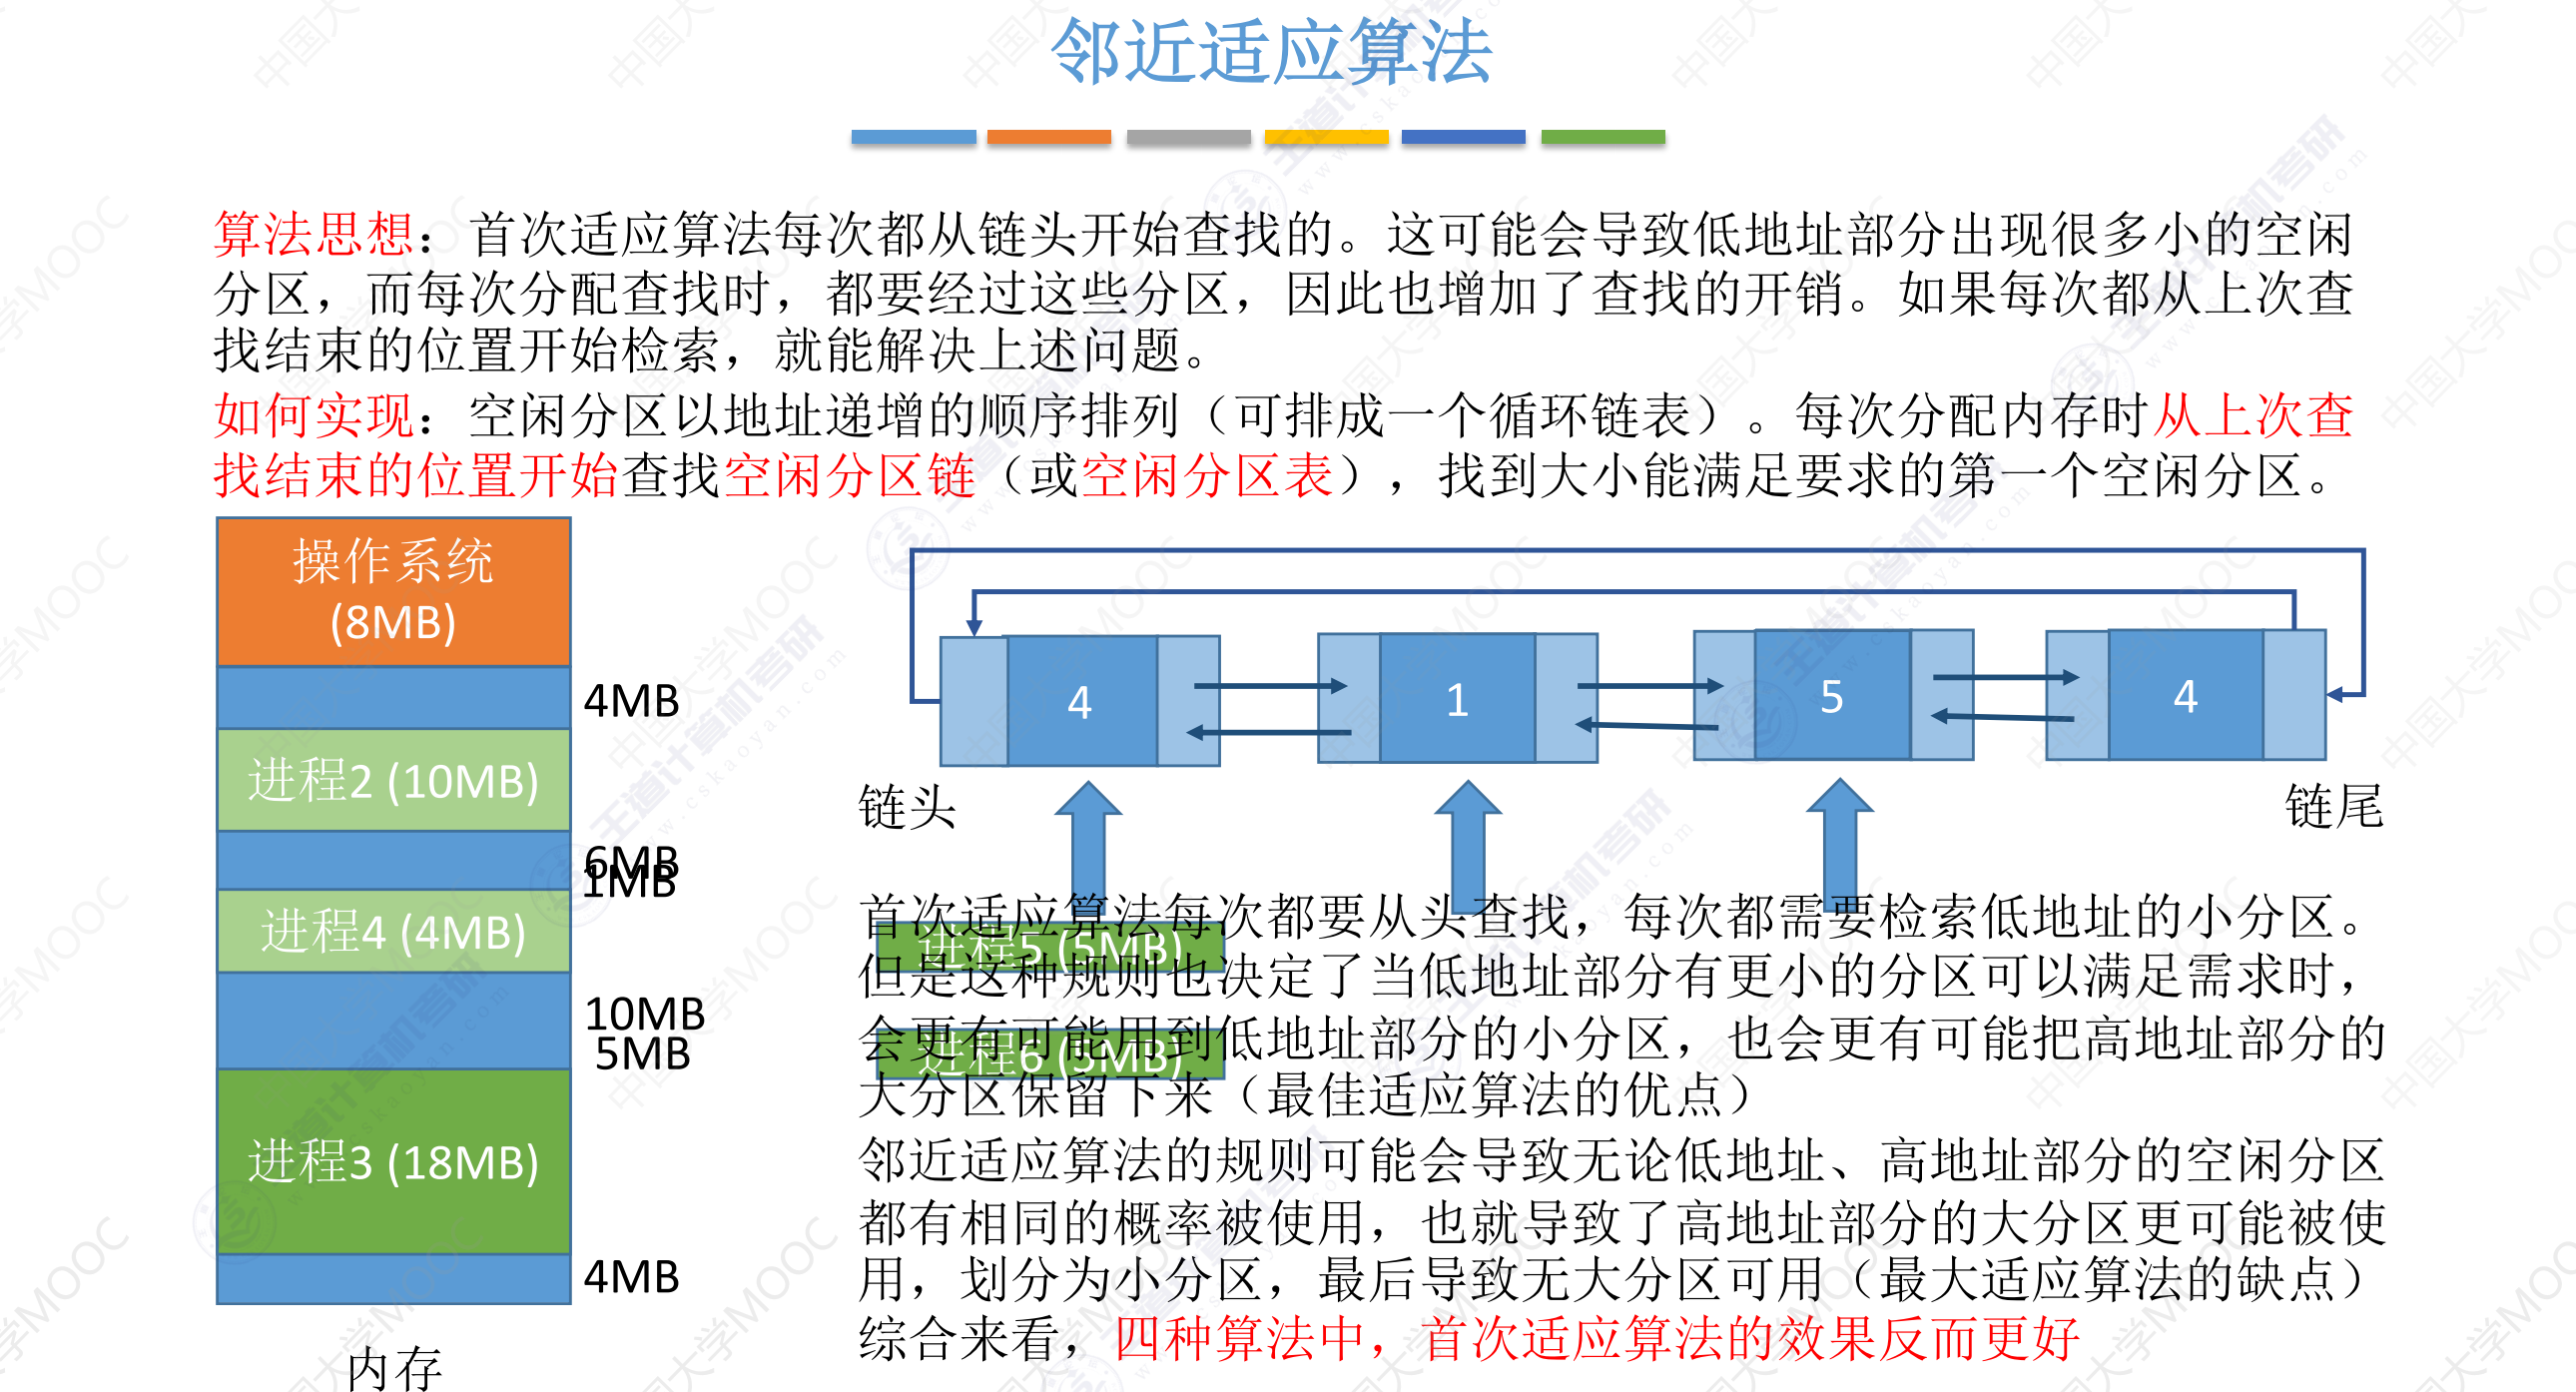 邻近适应算法
算法思想：首次适应算法每次都从链头开始查找的。这可能会导致低地址部分出现很多小的空闲
分区，而每次分配查找时，都要经过这些分区，因此也增加了查找的开销。如果每次都从上次查
找结束的位置开始检索，就能解决上述问题。
如何实现：空闲分区以地址递增的顺序排列（可排成一个循环链表）。每次分配内存时从上次查
找结束的位置开始查找空闲分区链（或空闲分区表），找到大小能满足要求的第一个空闲分区。
操作系统
(8MB)
4MB
进程2 (10MB)
6MB
1MB
进程4 (4MB)
10MB
5MB
进程3 (18MB)
4MB
内存
4
1
5
4
链头
链尾
进程5 (5MB)
进程6 (5MB)
首次适应算法每次都要从头查找，每次都需要检索低地址的小分区。
但是这种规则也决定了当低地址部分有更小的分区可以满足需求时，
会更有可能用到低地址部分的小分区，也会更有可能把高地址部分的
大分区保留下来（最佳适应算法的优点）
邻近适应算法的规则可能会导致无论低地址、高地址部分的空闲分区
都有相同的概率被使用，也就导致了高地址部分的大分区更可能被使
用，划分为小分区，最后导致无大分区可用（最大适应算法的缺点）
综合来看，四种算法中，首次适应算法的效果反而更好
中国大学MOOC
王道计算机考研
www.cskaoyan.com